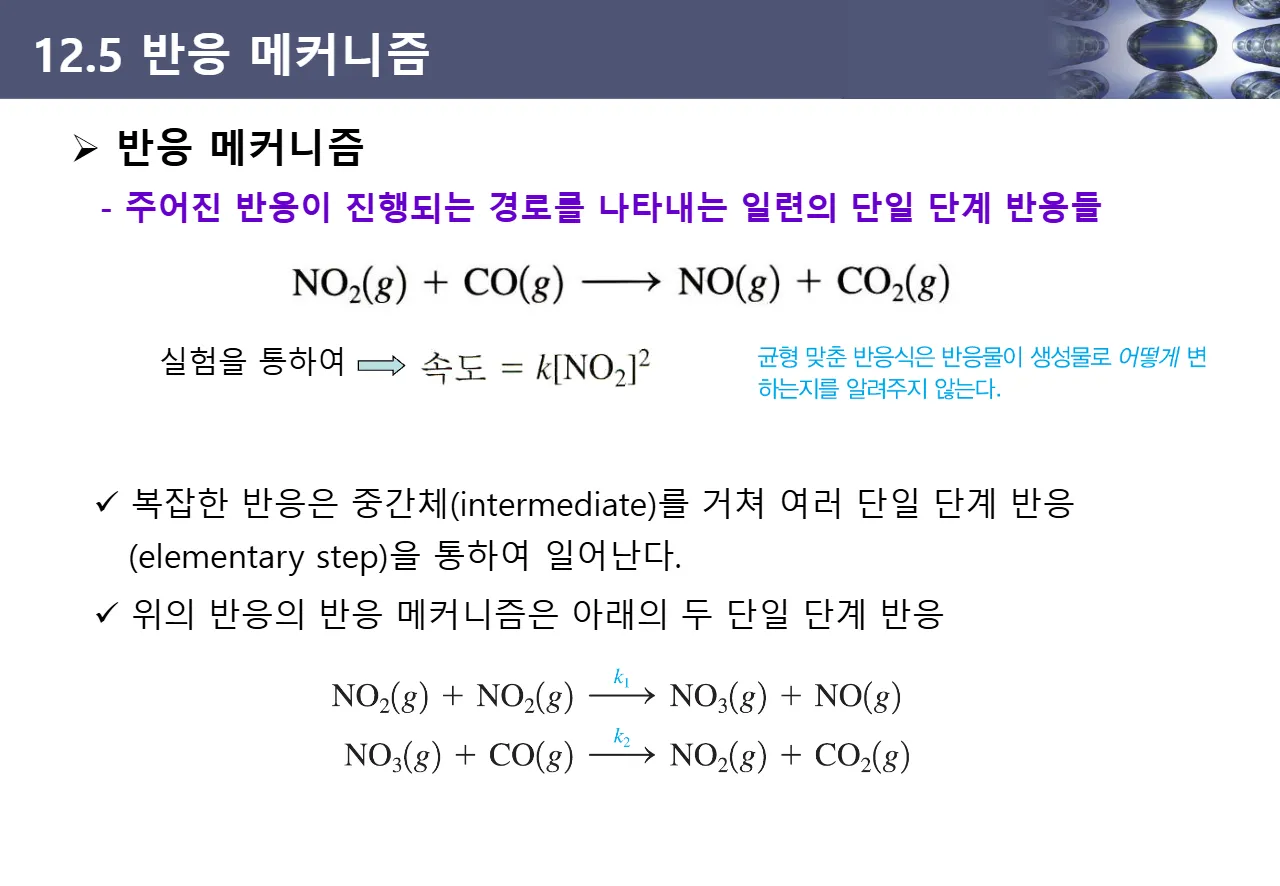 12.5 반응 메커니즘
➢ 반응 메커니즘
- 주어진 반응이 진행되는 경로를 나타내는 일련의 단일 단계 반응들
NO₂(g) + CO(g) ⟶ NO(g) + CO₂(g)
실험을 통하여 ⇨ 속도 = k[NO₂]²
균형 맞춘 반응식은 반응물이 생성물로 어떻게 변
하는지를 알려주지 않는다.
✓ 복잡한 반응은 중간체(intermediate)를 거쳐 여러 단일 단계 반응
(elementary step)을 통하여 일어난다.
✓ 위의 반응의 반응 메커니즘은 아래의 두 단일 단계 반응
k₁
NO₂(g) + NO₂(g) ⟶ NO₃(g) + NO(g)
k₂
NO₃(g) + CO(g) ⟶ NO₂(g) + CO₂(g)